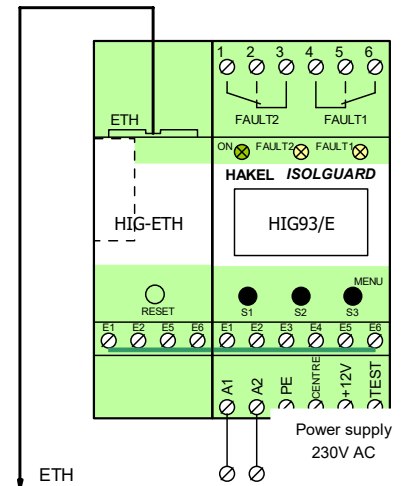 1 2 3 4 5 6
ETH FAULT2 FAULT1
ON FAULT2 FAULT1
HAKEL ISOLGUARD
HIG-ETH HIG93/E
MENU
RESET S1 S2 S3
E1 E2 E5 E6 E1 E2 E3 E4 E5 E6
A1 A2 PE CENTRE +12V TEST
Power supply
230V AC
ETH